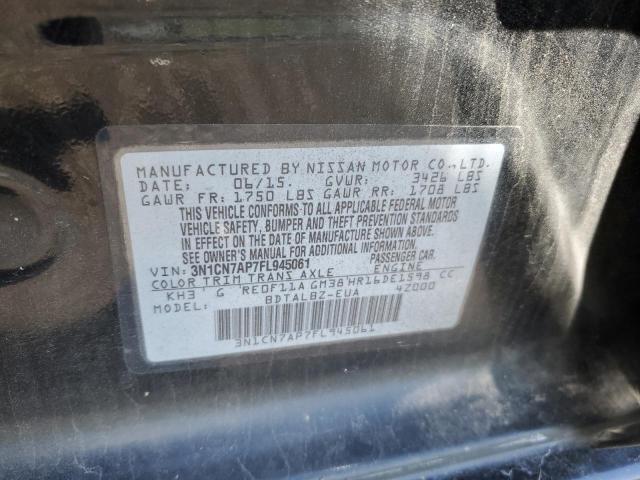 MANUFACTURED BY NISSAN MOTOR CO.,LTD.
DATE: 06/15. GVWR: 3426 LBS
GAWR FR: 1750 LBS GAWR RR: 1708 LBS
THIS VEHICLE CONFORMS TO ALL APPLICABLE FEDERAL MOTOR
VEHICLE SAFETY, BUMPER AND THEFT PREVENTION STANDARDS
IN EFFECT ON THE DATE OF MANUFACTURE SHOWN ABOVE.
SEE OWNER'S MANUAL FOR ADDITIONAL INFORMATION.
VIN: 3N1CN7AP7FL945061 PASSENGER CAR.
COLOR TRIM TRANS AXLE ENGINE
KH3 G RE0F11A GM38 HR16DE1598 CC
MODEL: BDTALBZ-EUA 4Z000
3N1CN7AP7FL945061